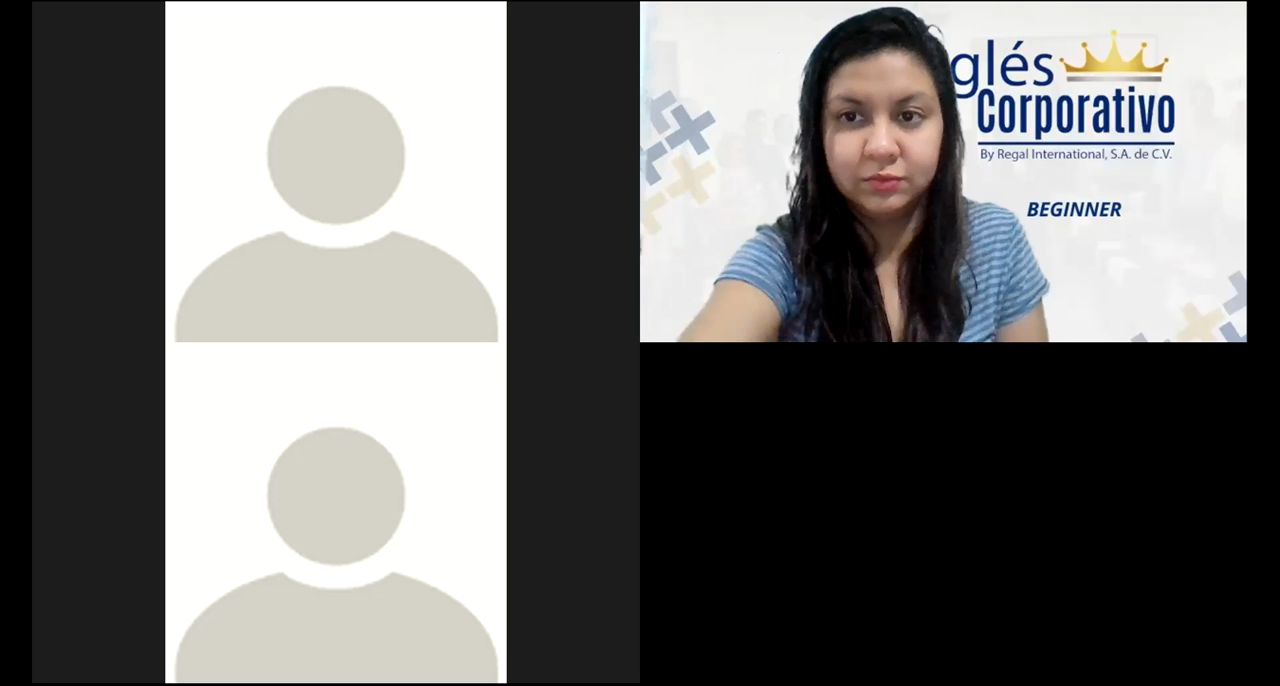 glés
Corporativo
By Regal International, S.A. de C.V.
BEGINNER